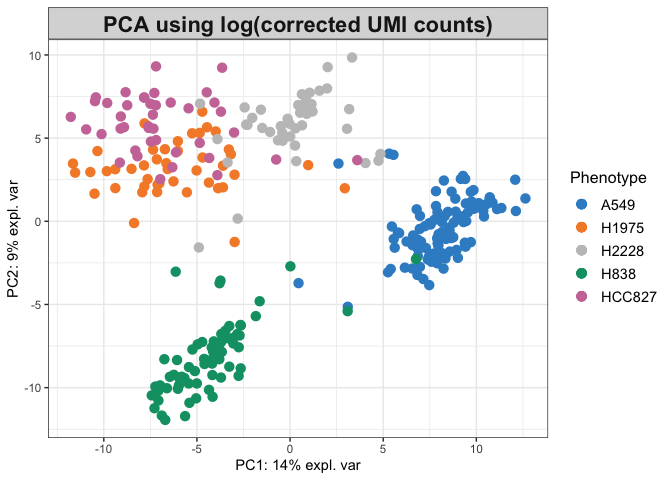 PCA using log(corrected UMI counts)
10
5
0
-5
-10
PC2: 9% expl. var
-10
-5
0
5
10
PC1: 14% expl. var
Phenotype
A549
H1975
H2228
H838
HCC827